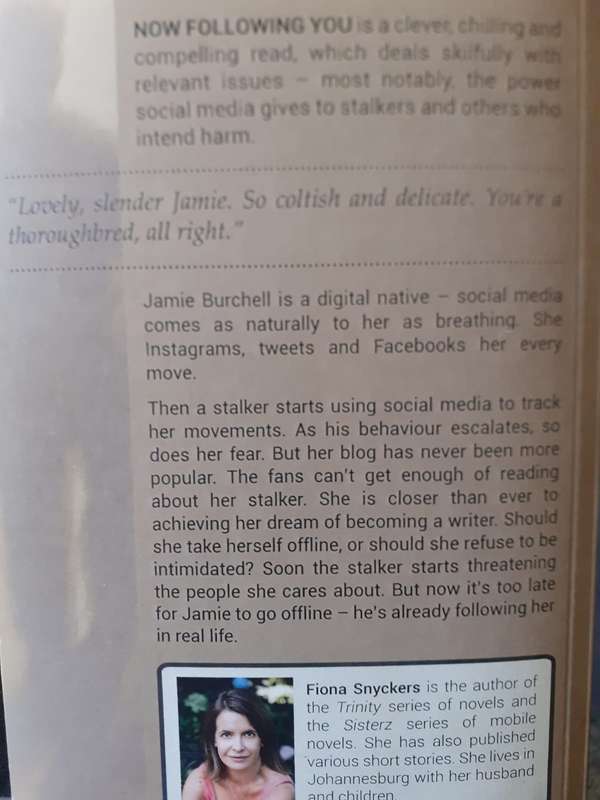 NOW FOLLOWING YOU is a clever, chilling and
compelling read, which deals skilfully with
relevant issues – most notably, the power
social media gives to stalkers and others who
intend harm.
"Lovely, slender Jamie. So coltish and delicate. You're a
thoroughbred, all right."
Jamie Burchell is a digital native – social media
comes as naturally to her as breathing. She
Instagrams, tweets and Facebooks her every
move.
Then a stalker starts using social media to track
her movements. As his behaviour escalates, so
does her fear. But her blog has never been more
popular. The fans can't get enough of reading
about her stalker. She is closer than ever to
achieving her dream of becoming a writer. Should
she take herself offline, or should she refuse to be
intimidated? Soon the stalker starts threatening
the people she cares about. But now it's too late
for Jamie to go offline – he's already following her
in real life.
Fiona Snyckers is the author of
the Trinity series of novels and
the Sisterz series of mobile
novels. She has also published
various short stories. She lives in
Johannesburg with her husband
and children.